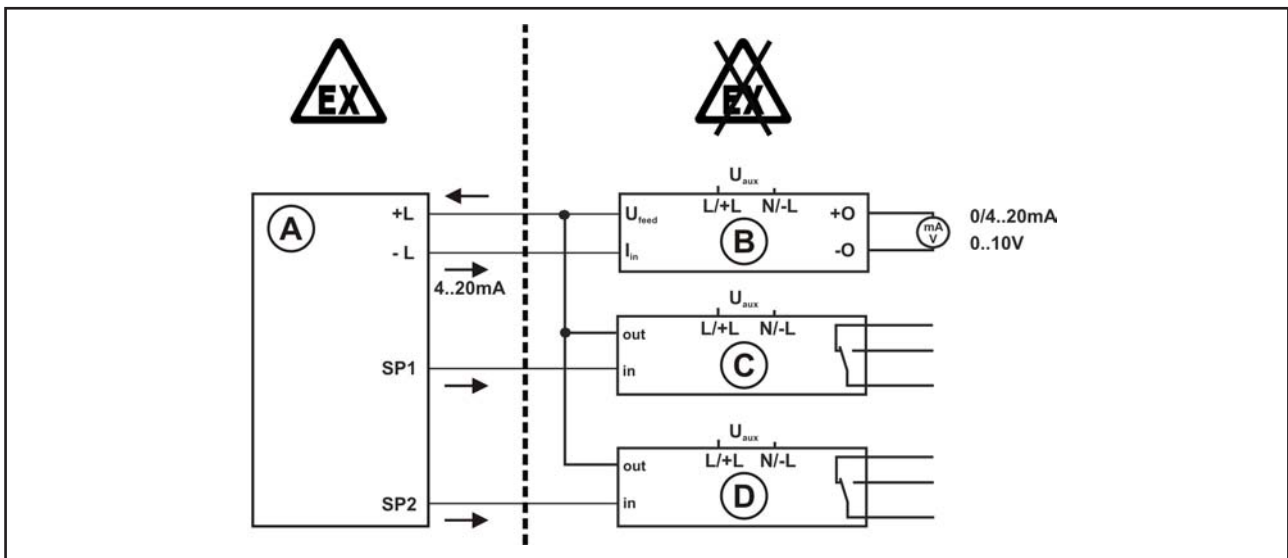 EX
EX
A
+L
- L
4..20mA
SP1
SP2
U aux
L/+L N/-L
U feed
I in
B
+O
-O
mA
V
0/4..20mA
0..10V
U aux
L/+L N/-L
out
in
C
U aux
L/+L N/-L
out
in
D